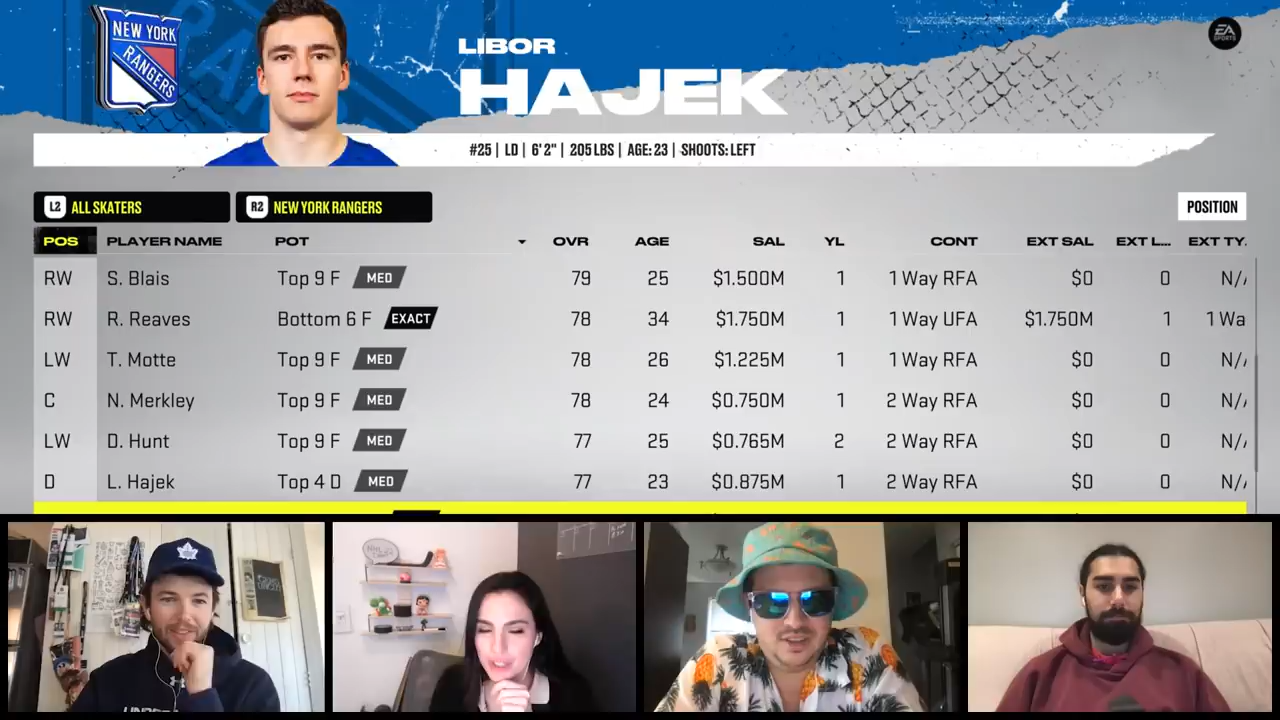 NEW YORK
RANGERS
EA
SPORTS
LIBOR
HAJEK
#25 | LD | 6' 2" | 205 LBS | AGE: 23 | SHOOTS: LEFT
L2 ALL SKATERS R2 NEW YORK RANGERS POSITION
POS PLAYER NAME POT OVR AGE SAL YL CONT EXT SAL EXT L... EXT TY.
RW S. Blais Top 9 F MED 79 25 $1.500M 1 1 Way RFA $0 0 N/
RW R. Reaves Bottom 6 F EXACT 78 34 $1.750M 1 1 Way UFA $1.750M 1 1 Wa
LW T. Motte Top 9 F MED 78 26 $1.225M 1 1 Way RFA $0 0 N/
C N. Merkley Top 9 F MED 78 24 $0.750M 1 2 Way RFA $0 0 N/
LW D. Hunt Top 9 F MED 77 25 $0.765M 2 2 Way RFA $0 0 N/
D L. Hajek Top 4 D MED 77 23 $0.875M 1 2 Way RFA $0 0 N/